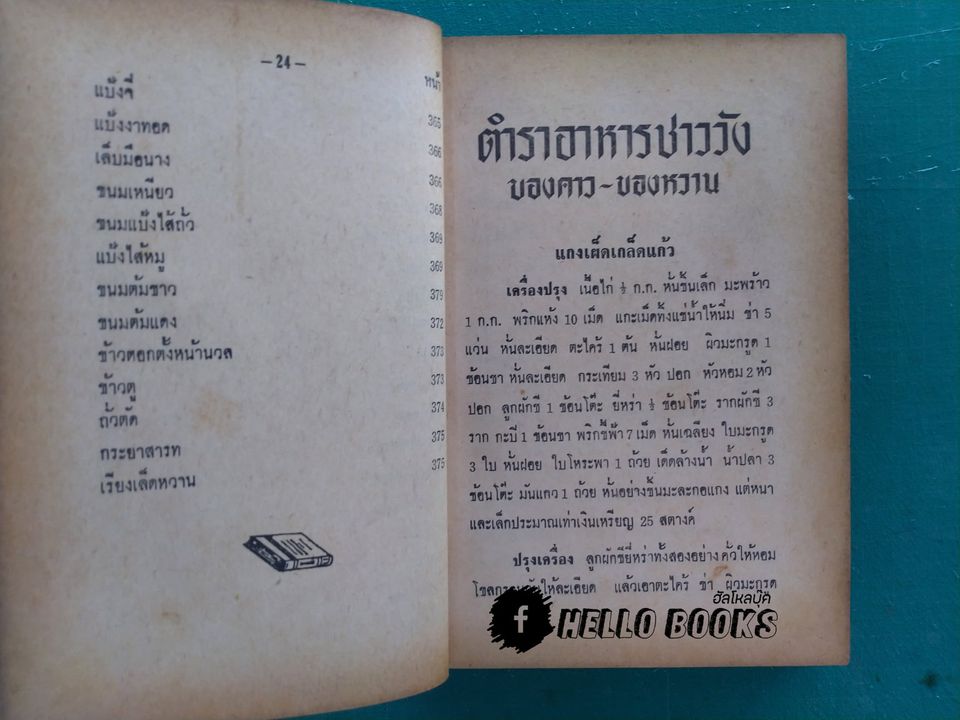 —24—
หน้า
แป้งจี่
แป้งงาทอด 365
เล็บมือนาง 366
ขนมเหนียว 366
ขนมแป้งไส้ถั่ว 368
แป้งไส้หมู 369
ขนมต้มขาว 369
ขนมต้มแดง 379
ข้าวตอกตั้งหน้านวล 372
ข้าวตู 373
ถั่วตัด 373
กระยาสารท 374
เรียงเล็ดหวาน 375
375
ตำราอาหารชาววัง
ของคาว ~ ของหวาน
แกงเผ็ดเกล็ดแก้ว
เครื่องปรุง เนื้อไก่ ½ ก.ก. หั่นชิ้นเล็ก มะพร้าว
1 ก.ก. พริกแห้ง 10 เม็ด แกะเม็ดทิ้งแช่น้ำให้นิ่ม ข่า 5
แว่น หั่นละเอียด ตะไคร้ 1 ต้น หั่นฝอย ผิวมะกรูด 1
ช้อนชา หั่นละเอียด กระเทียม 3 หัว ปอก หัวหอม 2 หัว
ปอก ลูกผักชี 1 ช้อนโต๊ะ ยี่หร่า ½ ช้อนโต๊ะ รากผักชี 3
ราก กะปิ 1 ช้อนชา พริกชี้ฟ้า 7 เม็ด หั่นเฉลียง ใบมะกรูด
3 ใบ หั่นฝอย ใบโหระพา 1 ถ้วย เด็ดล้างน้ำ น้ำปลา 3
ช้อนโต๊ะ มันแกว 1 ถ้วย หั่นอย่างชิ้นมะละกอแกง แต่หนา
และเล็กประมาณเท่าเงินเหรียญ 25 สตางค์
ปรุงเครื่อง ลูกผักชียี่หร่าทั้งสองอย่าง คั่วให้หอม
ให้ละเอียด แล้วเอาตะไคร้ ข่า ผิวมะกรูด
ฮัลโหลบุ๊ค
f HELLO BOOKS